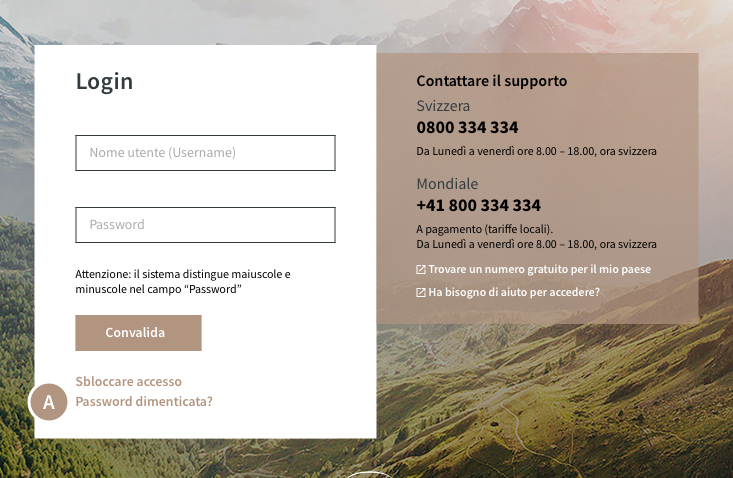 Login
Nome utente (Username)
Password
Attenzione: il sistema distingue maiuscole e
minuscole nel campo “Password”
Convalida
Sbloccare accesso
A
Password dimenticata?
Contattare il supporto
Svizzera
0800 334 334
Da Lunedì a venerdì ore 8.00 – 18.00, ora svizzera
Mondiale
+41 800 334 334
A pagamento (tariffe locali).
Da Lunedì a venerdì ore 8.00 – 18.00, ora svizzera
Trovare un numero gratuito per il mio paese
Ha bisogno di aiuto per accedere?